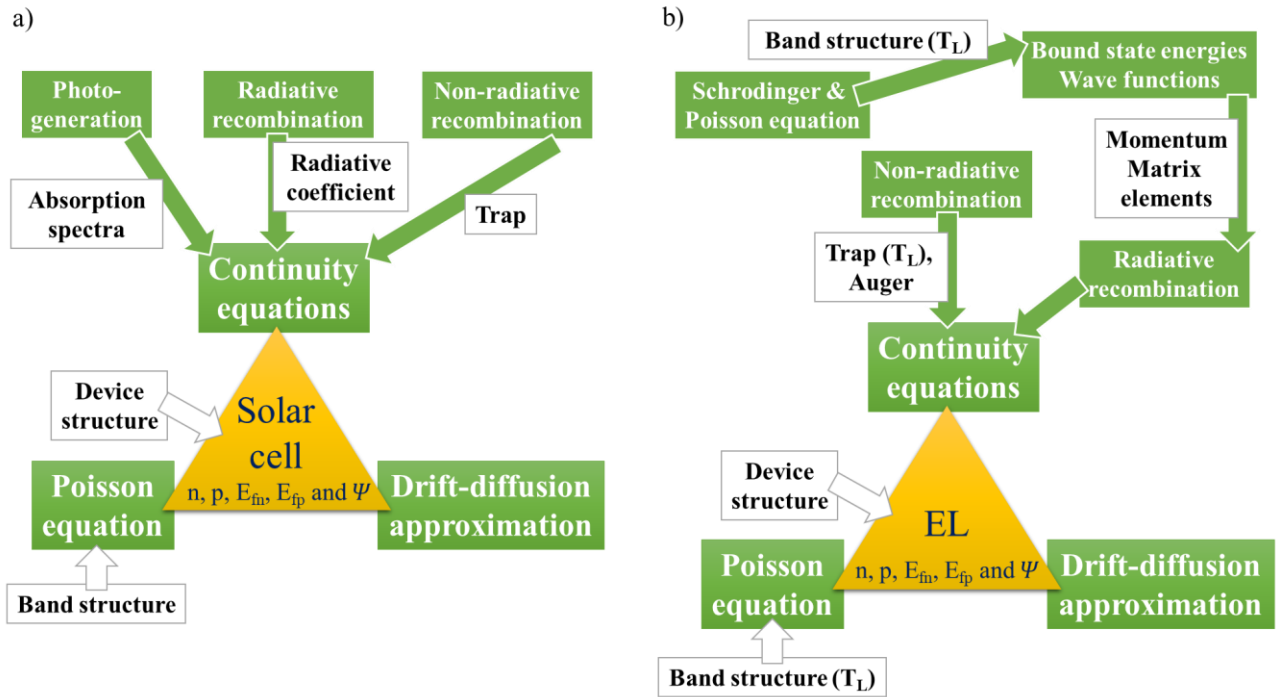 a)
Photo-
generation
Radiative
recombination
Non-radiative
recombination
Absorption
spectra
Radiative
coefficient
Trap
Continuity
equations
Device
structure
Solar
cell
n, p, E_fn, E_fp and Ψ
Poisson
equation
Drift-diffusion
approximation
Band structure
b)
Band structure (T_L)
Schrodinger &
Poisson equation
Bound state energies
Wave functions
Momentum
Matrix
elements
Non-radiative
recombination
Trap (T_L),
Auger
Radiative
recombination
Continuity
equations
Device
structure
EL
n, p, E_fn, E_fp and Ψ
Poisson
equation
Drift-diffusion
approximation
Band structure (T_L)